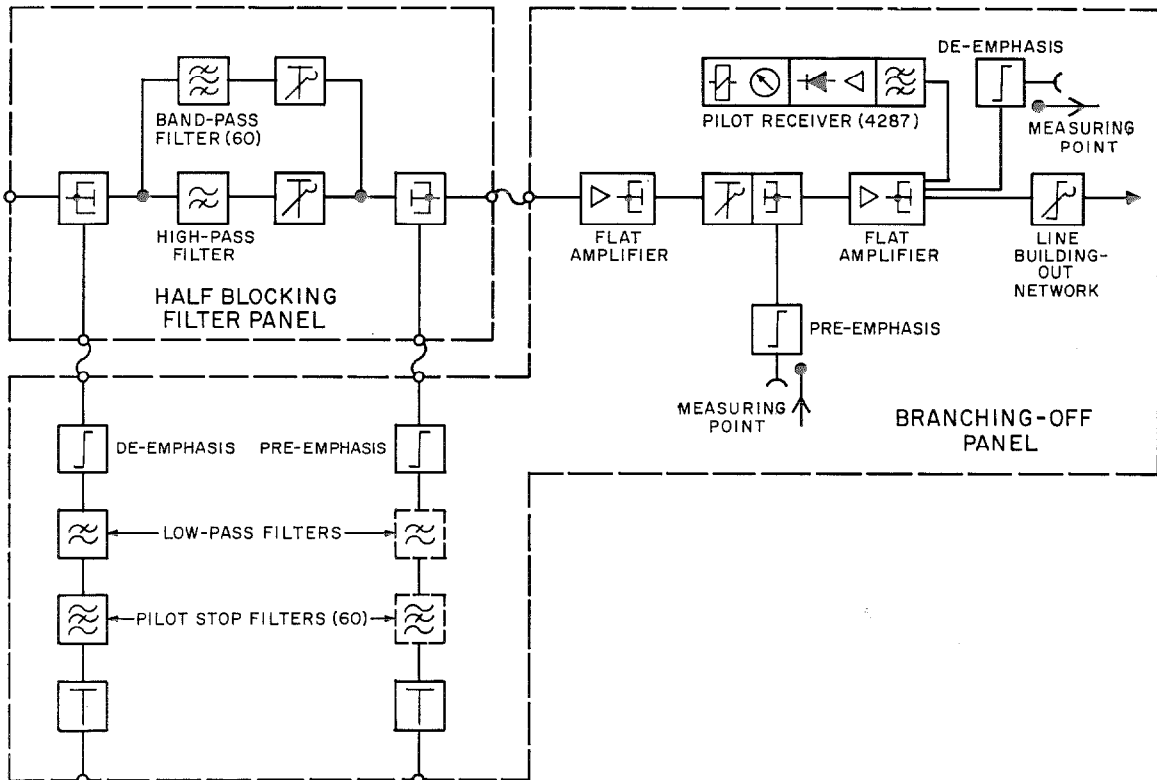 BAND-PASS
FILTER (60)
HIGH-PASS
FILTER
HALF BLOCKING
FILTER PANEL
PILOT RECEIVER (4287)
DE-EMPHASIS
MEASURING
POINT
FLAT
AMPLIFIER
FLAT
AMPLIFIER
LINE
BUILDING-
OUT
NETWORK
PRE-EMPHASIS
MEASURING
POINT
BRANCHING-OFF
PANEL
DE-EMPHASIS
PRE-EMPHASIS
LOW-PASS FILTERS
PILOT STOP FILTERS (60)